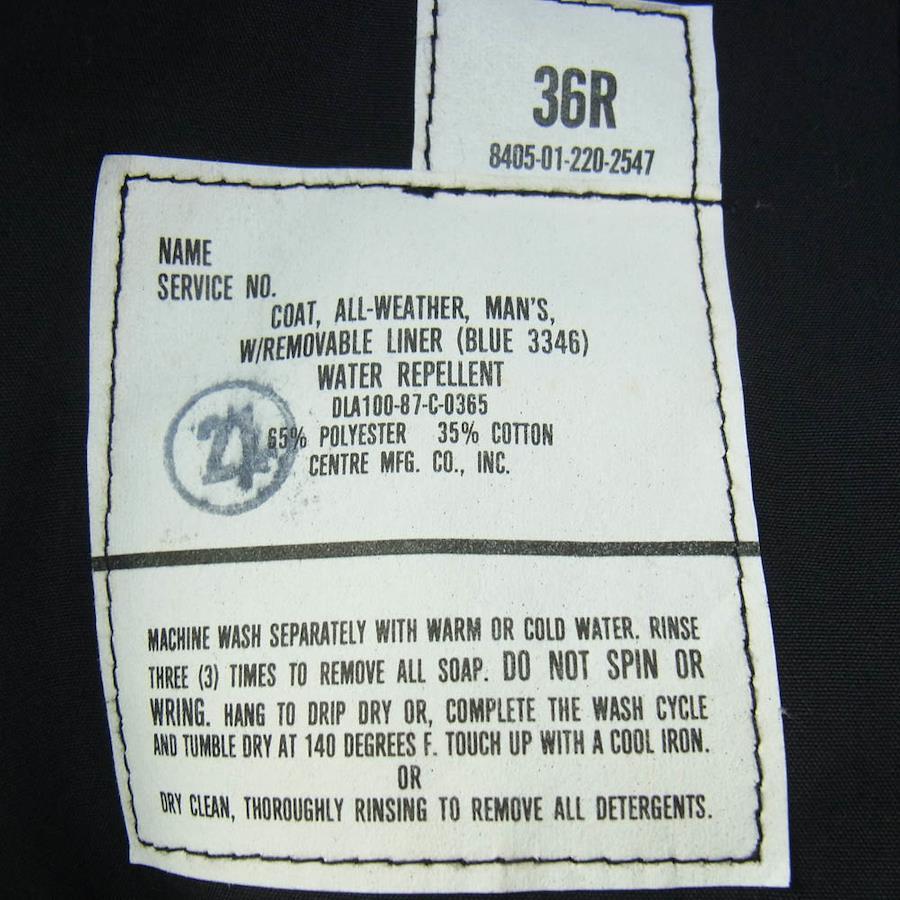 36R
8405-01-220-2547
NAME
SERVICE NO.
COAT, ALL-WEATHER, MAN'S,
W/REMOVABLE LINER (BLUE 3346)
WATER REPELLENT
DLA100-87-C-0365
65% POLYESTER 35% COTTON
CENTRE MFG. CO., INC.
MACHINE WASH SEPARATELY WITH WARM OR COLD WATER. RINSE
THREE (3) TIMES TO REMOVE ALL SOAP. DO NOT SPIN OR
WRING. HANG TO DRIP DRY OR, COMPLETE THE WASH CYCLE
AND TUMBLE DRY AT 140 DEGREES F. TOUCH UP WITH A COOL IRON.
OR
DRY CLEAN, THOROUGHLY RINSING TO REMOVE ALL DETERGENTS.